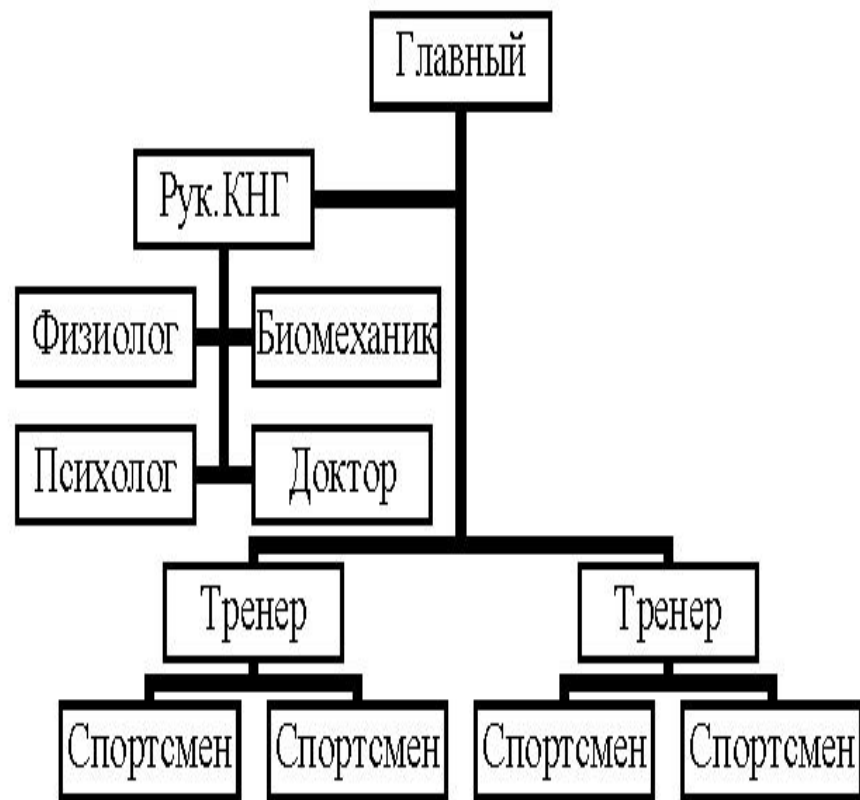 Главный
Рук.КНГ
Физиолог
Биомеханик
Психолог
Доктор
Тренер
Тренер
Спортсмен
Спортсмен
Спортсмен
Спортсмен